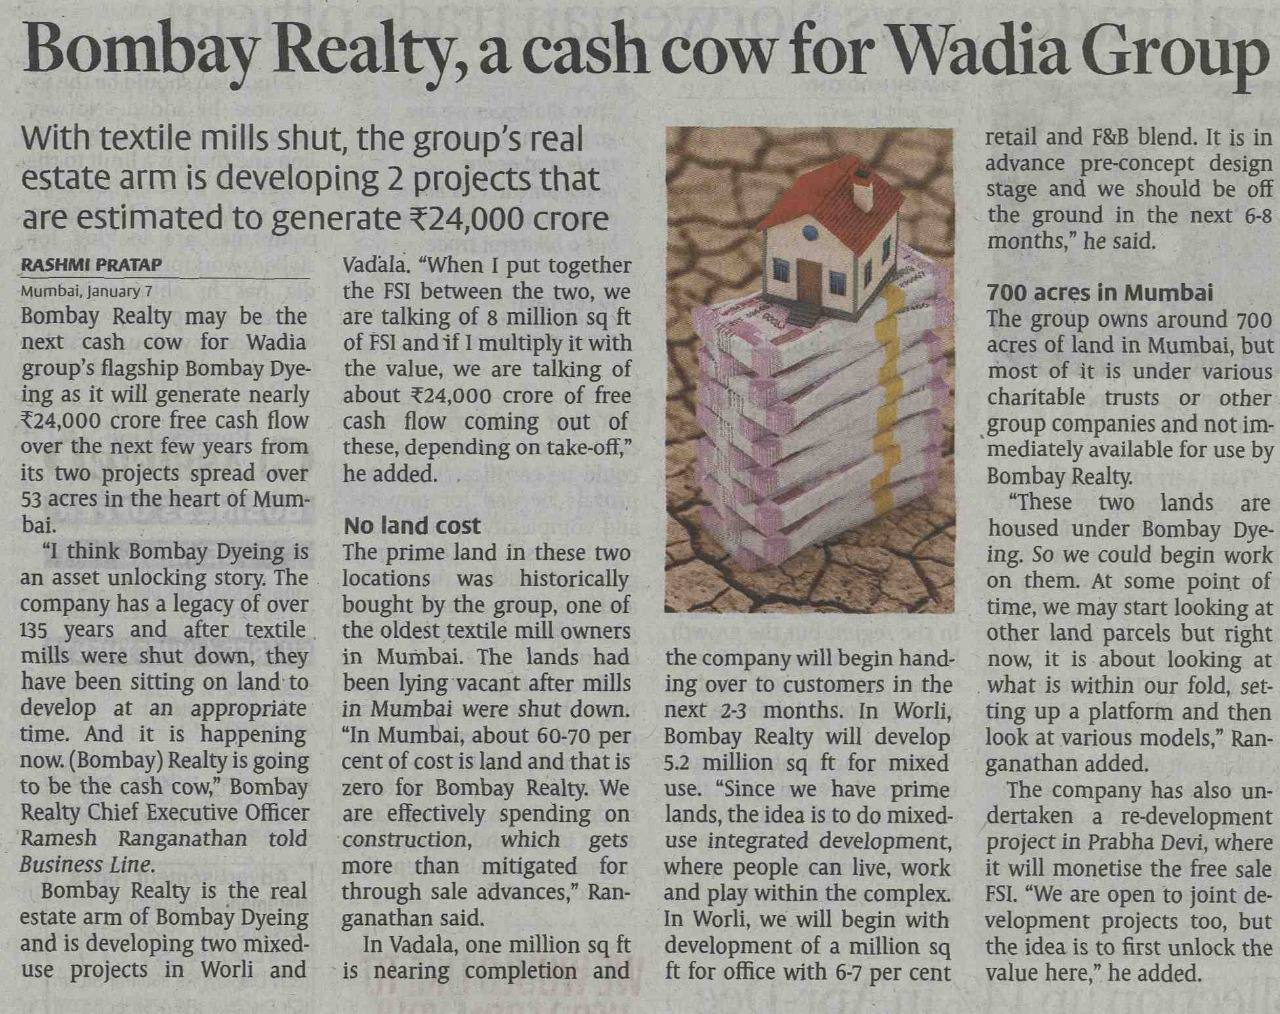 Bombay Realty, a cash cow for Wadia Group
With textile mills shut, the group's real
estate arm is developing 2 projects that
are estimated to generate ₹24,000 crore
RASHMI PRATAP
Mumbai, January 7
Bombay Realty may be the
next cash cow for Wadia
group's flagship Bombay Dye-
ing as it will generate nearly
₹24,000 crore free cash flow
over the next few years from
its two projects spread over
53 acres in the heart of Mum-
bai.
"I think Bombay Dyeing is
an asset unlocking story. The
company has a legacy of over
135 years and after textile
mills were shut down, they
have been sitting on land to
develop at an appropriate
time. And it is happening
now. (Bombay) Realty is going
to be the cash cow," Bombay
Realty Chief Executive Officer
Ramesh Ranganathan told
Business Line.
Bombay Realty is the real
estate arm of Bombay Dyeing
and is developing two mixed-
use projects in Worli and
Vadala. "When I put together
the FSI between the two, we
are talking of 8 million sq ft
of FSI and if I multiply it with
the value, we are talking of
about ₹24,000 crore of free
cash flow coming out of
these, depending on take-off,"
he added.
No land cost
The prime land in these two
locations was historically
bought by the group, one of
the oldest textile mill owners
in Mumbai. The lands had
been lying vacant after mills
in Mumbai were shut down.
"In Mumbai, about 60-70 per
cent of cost is land and that is
zero for Bombay Realty. We
are effectively spending on
construction, which gets
more than mitigated for
through sale advances," Ran-
ganathan said.
In Vadala, one million sq ft
is nearing completion and
the company will begin hand-
ing over to customers in the
next 2-3 months. In Worli,
Bombay Realty will develop
5.2 million sq ft for mixed
use. "Since we have prime
lands, the idea is to do mixed-
use integrated development,
where people can live, work
and play within the complex.
In Worli, we will begin with
development of a million sq
ft for office with 6-7 per cent
retail and F&B blend. It is in
advance pre-concept design
stage and we should be off
the ground in the next 6-8
months," he said.
700 acres in Mumbai
The group owns around 700
acres of land in Mumbai, but
most of it is under various
charitable trusts or other
group companies and not im-
mediately available for use by
Bombay Realty.
"These two lands are
housed under Bombay Dye-
ing. So we could begin work
on them. At some point of
time, we may start looking at
other land parcels but right
now, it is about looking at
what is within our fold, set-
ting up a platform and then
look at various models," Ran-
ganathan added.
The company has also un-
dertaken a re-development
project in Prabha Devi, where
it will monetise the free sale
FSI. "We are open to joint de-
velopment projects too, but
the idea is to first unlock the
value here," he added.